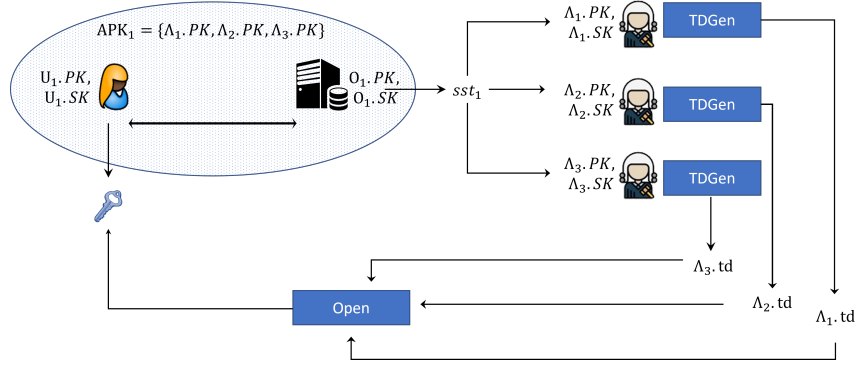 APK₁ = {Λ₁.PK, Λ₂.PK, Λ₃.PK}
U₁.PK,
U₁.SK
O₁.PK,
O₁.SK
sst₁
Λ₁.PK,
Λ₁.SK
TDGen
Λ₂.PK,
Λ₂.SK
TDGen
Λ₃.PK,
Λ₃.SK
TDGen
Λ₃.td
Λ₂.td
Λ₁.td
Open